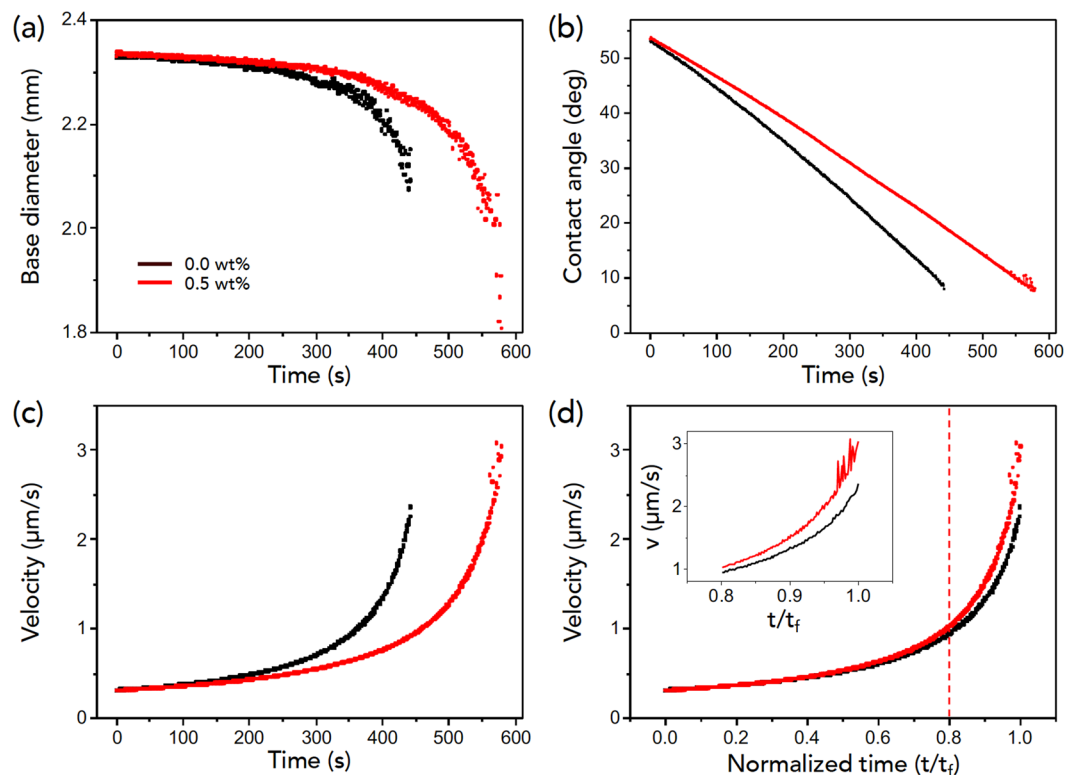 (a)
2.4
2.2
2.0
1.8
Base diameter (mm)
0.0 wt%
0.5 wt%
0 100 200 300 400 500 600
Time (s)
(b)
50
40
30
20
10
0
Contact angle (deg)
0 100 200 300 400 500 600
Time (s)
(c)
3
2
1
0
Velocity (µm/s)
0 100 200 300 400 500 600
Time (s)
(d)
3
2
1
0
Velocity (µm/s)
3
2
1
v (µm/s)
0.8 0.9 1.0
t/tf
0.0 0.2 0.4 0.6 0.8 1.0
Normalized time (t/tf)